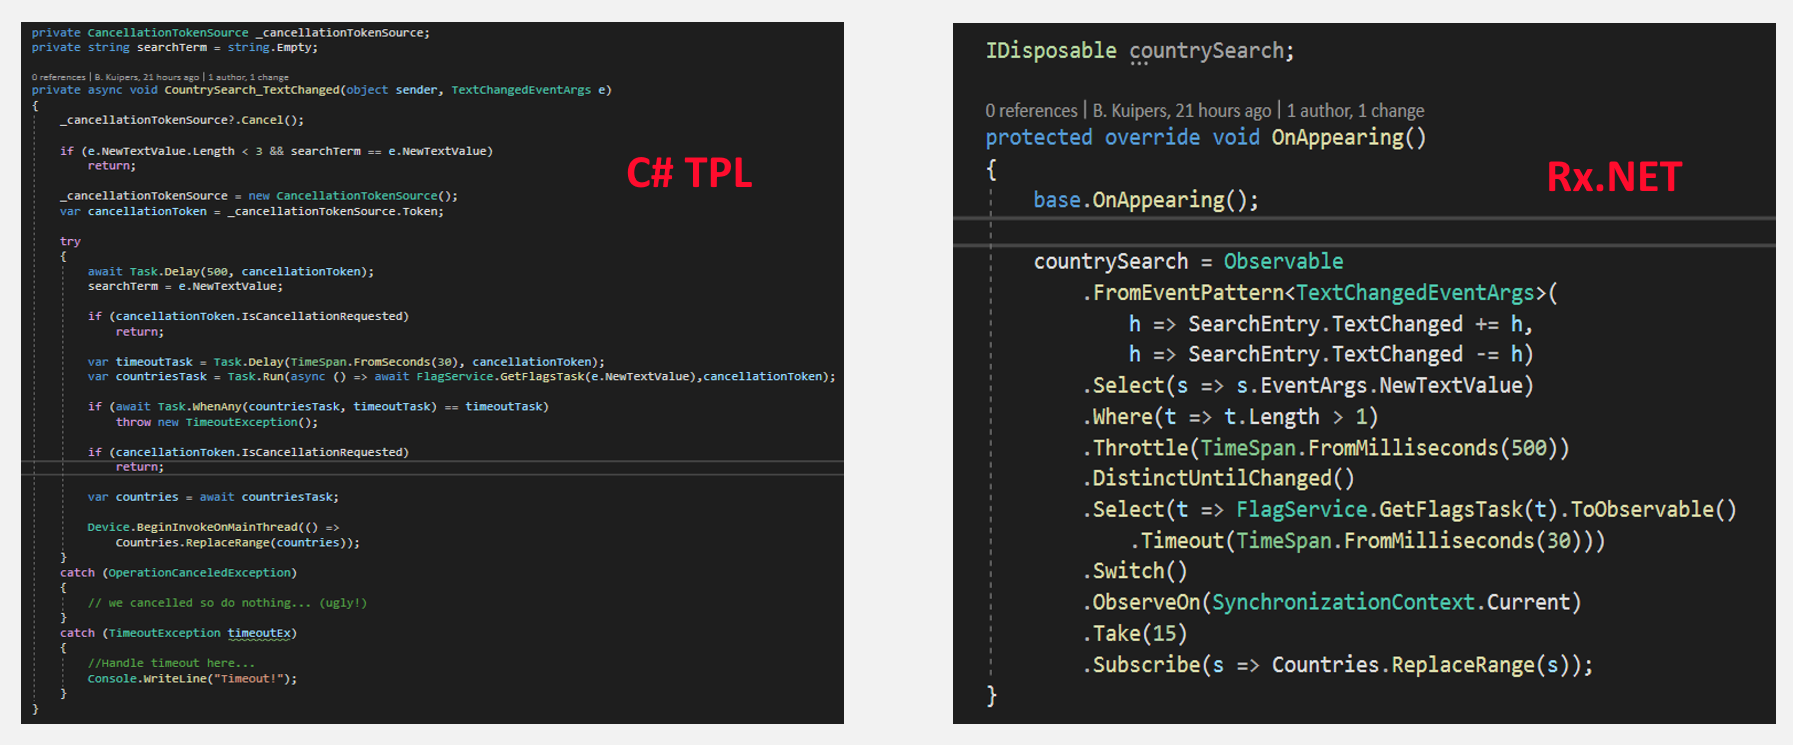 private CancellationTokenSource _cancellationTokenSource;
private string searchTerm = string.Empty;
0 references | B. Kuipers, 21 hours ago | 1 author, 1 change
private async void CountrySearch_TextChanged(object sender, TextChangedEventArgs e)
{
_cancellationTokenSource?.Cancel();
if (e.NewTextValue.Length < 3 && searchTerm == e.NewTextValue)
return;
_cancellationTokenSource = new CancellationTokenSource();
var cancellationToken = _cancellationTokenSource.Token;
try
{
await Task.Delay(500, cancellationToken);
searchTerm = e.NewTextValue;
if (cancellationToken.IsCancellationRequested)
return;
var timeoutTask = Task.Delay(TimeSpan.FromSeconds(30), cancellationToken);
var countriesTask = Task.Run(async () => await FlagService.GetFlagsTask(e.NewTextValue),cancellationToken);
if (await Task.WhenAny(countriesTask, timeoutTask) == timeoutTask)
throw new TimeoutException();
if (cancellationToken.IsCancellationRequested)
return;
var countries = await countriesTask;
Device.BeginInvokeOnMainThread(() =>
Countries.ReplaceRange(countries));
}
catch (OperationCanceledException)
{
// we cancelled so do nothing... (ugly!)
}
catch (TimeoutException timeoutEx)
{
//Handle timeout here...
Console.WriteLine("Timeout!");
}
}
C# TPL
IDisposable countrySearch;
0 references | B. Kuipers, 21 hours ago | 1 author, 1 change
protected override void OnAppearing()
{
base.OnAppearing();
countrySearch = Observable
.FromEventPattern<TextChangedEventArgs>(
h => SearchEntry.TextChanged += h,
h => SearchEntry.TextChanged -= h)
.Select(s => s.EventArgs.NewTextValue)
.Where(t => t.Length > 1)
.Throttle(TimeSpan.FromMilliseconds(500))
.DistinctUntilChanged()
.Select(t => FlagService.GetFlagsTask(t).ToObservable()
.Timeout(TimeSpan.FromMilliseconds(30)))
.Switch()
.ObserveOn(SynchronizationContext.Current)
.Take(15)
.Subscribe(s => Countries.ReplaceRange(s));
}
Rx.NET